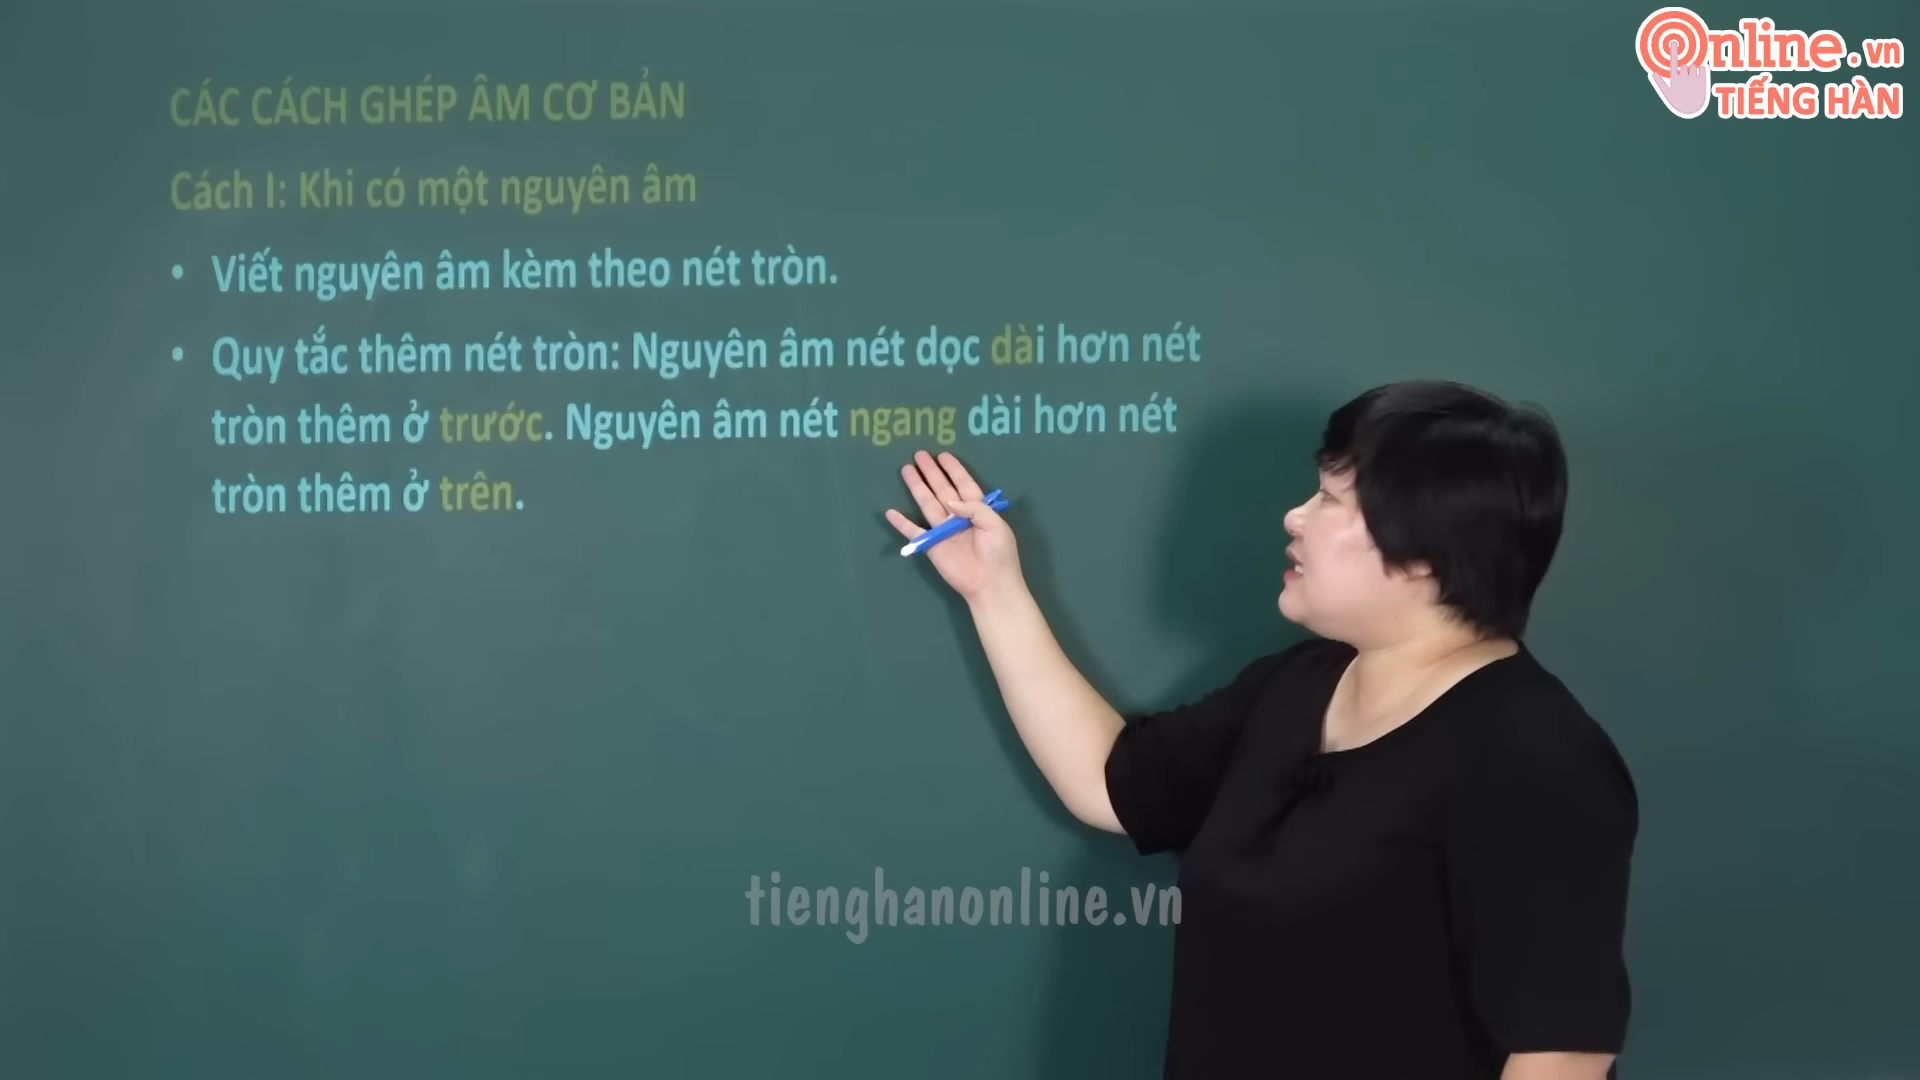 Online.vn
TIẾNG HÀN
CÁC CÁCH GHÉP ÂM CƠ BẢN
Cách I: Khi có một nguyên âm
• Viết nguyên âm kèm theo nét tròn.
• Quy tắc thêm nét tròn: Nguyên âm nét dọc dài hơn nét
tròn thêm ở trước. Nguyên âm nét ngang dài hơn nét
tròn thêm ở trên.
tienghanonline.vn